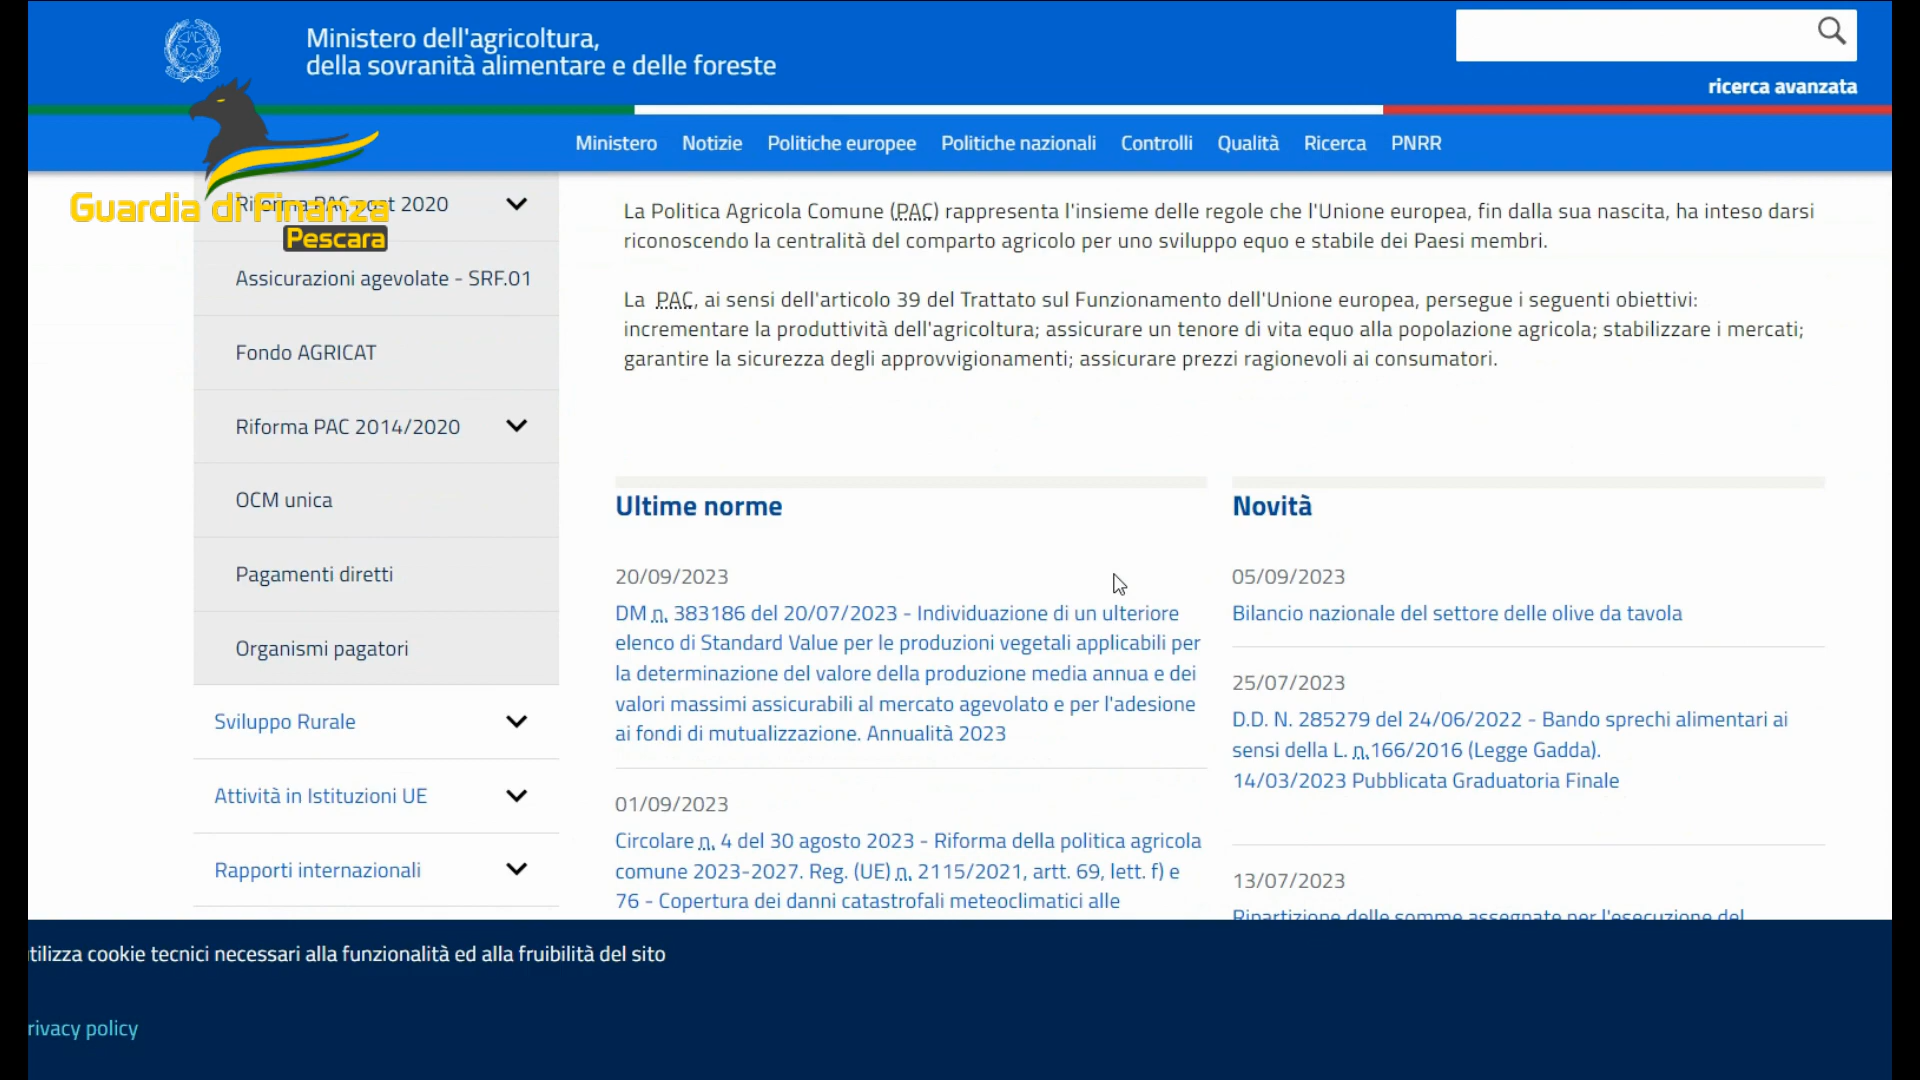 Ministero dell'agricoltura,
della sovranità alimentare e delle foreste
ricerca avanzata
Ministero Notizie Politiche europee Politiche nazionali Controlli Qualità Ricerca PNRR
Guardia di Finanza
Pescara
Riforma PAC post 2020
Assicurazioni agevolate - SRF.01
Fondo AGRICAT
Riforma PAC 2014/2020
OCM unica
Pagamenti diretti
Organismi pagatori
Sviluppo Rurale
Attività in Istituzioni UE
Rapporti internazionali
La Politica Agricola Comune (PAC) rappresenta l'insieme delle regole che l'Unione europea, fin dalla sua nascita, ha inteso darsi
riconoscendo la centralità del comparto agricolo per uno sviluppo equo e stabile dei Paesi membri.
La PAC, ai sensi dell'articolo 39 del Trattato sul Funzionamento dell'Unione europea, persegue i seguenti obiettivi:
incrementare la produttività dell'agricoltura; assicurare un tenore di vita equo alla popolazione agricola; stabilizzare i mercati;
garantire la sicurezza degli approvvigionamenti; assicurare prezzi ragionevoli ai consumatori.
Ultime norme
20/09/2023
DM n. 383186 del 20/07/2023 - Individuazione di un ulteriore
elenco di Standard Value per le produzioni vegetali applicabili per
la determinazione del valore della produzione media annua e dei
valori massimi assicurabili al mercato agevolato e per l'adesione
ai fondi di mutualizzazione. Annualità 2023
01/09/2023
Circolare n. 4 del 30 agosto 2023 - Riforma della politica agricola
comune 2023-2027. Reg. (UE) n. 2115/2021, artt. 69, lett. f) e
76 - Copertura dei danni catastrofali meteoclimatici alle
Novità
05/09/2023
Bilancio nazionale del settore delle olive da tavola
25/07/2023
D.D. N. 285279 del 24/06/2022 - Bando sprechi alimentari ai
sensi della L. n.166/2016 (Legge Gadda).
14/03/2023 Pubblicata Graduatoria Finale
13/07/2023
Ripartizione delle somme assegnate per l'esecuzione del
tilizza cookie tecnici necessari alla funzionalità ed alla fruibilità del sito
rivacy policy